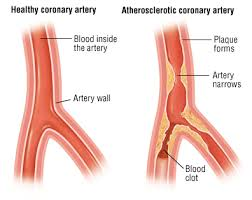 Healthy coronary artery
Blood inside
the artery
Artery wall
Atherosclerotic coronary artery
Plaque
forms
Artery
narrows
Blood
clot